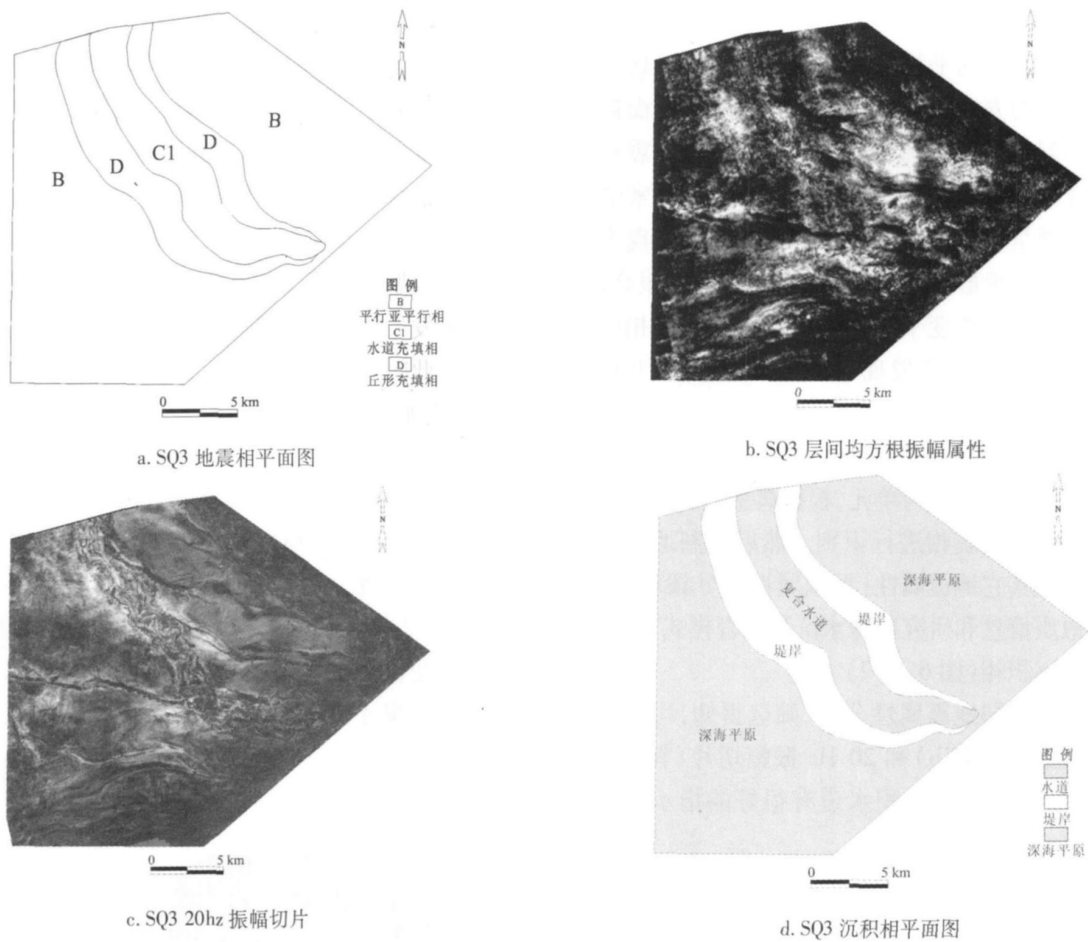 N
B
D
C1
D
B
图 例
B
平行亚平行相
C1
水道充填相
D
丘形充填相
0 5 km
a. SQ3 地震相平面图
N
0 5 km
b. SQ3 层间均方根振幅属性
N
0 5 km
c. SQ3 20hz 振幅切片
N
深海平原
复合水道
堤岸
堤岸
深海平原
图 例
水道
堤岸
深海平原
0 5 km
d. SQ3 沉积相平面图